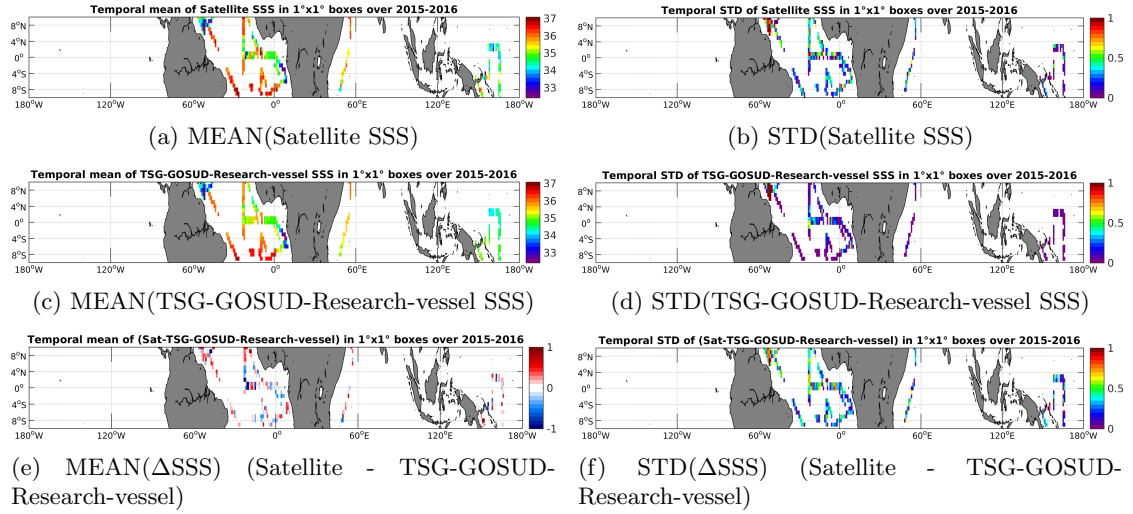 Temporal mean of Satellite SSS in 1°x1° boxes over 2015-2016
8°N
4°N
0°
4°S
8°S
180°W 120°W 60°W 0° 60°E 120°E 180°W
37
36
35
34
33
(a) MEAN(Satellite SSS)
Temporal STD of Satellite SSS in 1°x1° boxes over 2015-2016
8°N
4°N
0°
4°S
8°S
180°W 120°W 60°W 0° 60°E 120°E 180°W
1
0.5
0
(b) STD(Satellite SSS)
Temporal mean of TSG-GOSUD-Research-vessel SSS in 1°x1° boxes over 2015-2016
8°N
4°N
0°
4°S
8°S
180°W 120°W 60°W 0° 60°E 120°E 180°W
37
36
35
34
33
(c) MEAN(TSG-GOSUD-Research-vessel SSS)
Temporal STD of TSG-GOSUD-Research-vessel SSS in 1°x1° boxes over 2015-2016
8°N
4°N
0°
4°S
8°S
180°W 120°W 60°W 0° 60°E 120°E 180°W
1
0.5
0
(d) STD(TSG-GOSUD-Research-vessel SSS)
Temporal mean of (Sat-TSG-GOSUD-Research-vessel) in 1°x1° boxes over 2015-2016
8°N
4°N
0°
4°S
8°S
180°W 120°W 60°W 0° 60°E 120°E 180°W
1
0.5
0
-0.5
-1
(e) MEAN(ΔSSS) (Satellite - TSG-GOSUD-
Research-vessel)
Temporal STD of (Sat-TSG-GOSUD-Research-vessel) in 1°x1° boxes over 2015-2016
8°N
4°N
0°
4°S
8°S
180°W 120°W 60°W 0° 60°E 120°E 180°W
1
0.5
0
(f) STD(ΔSSS) (Satellite - TSG-GOSUD-
Research-vessel)